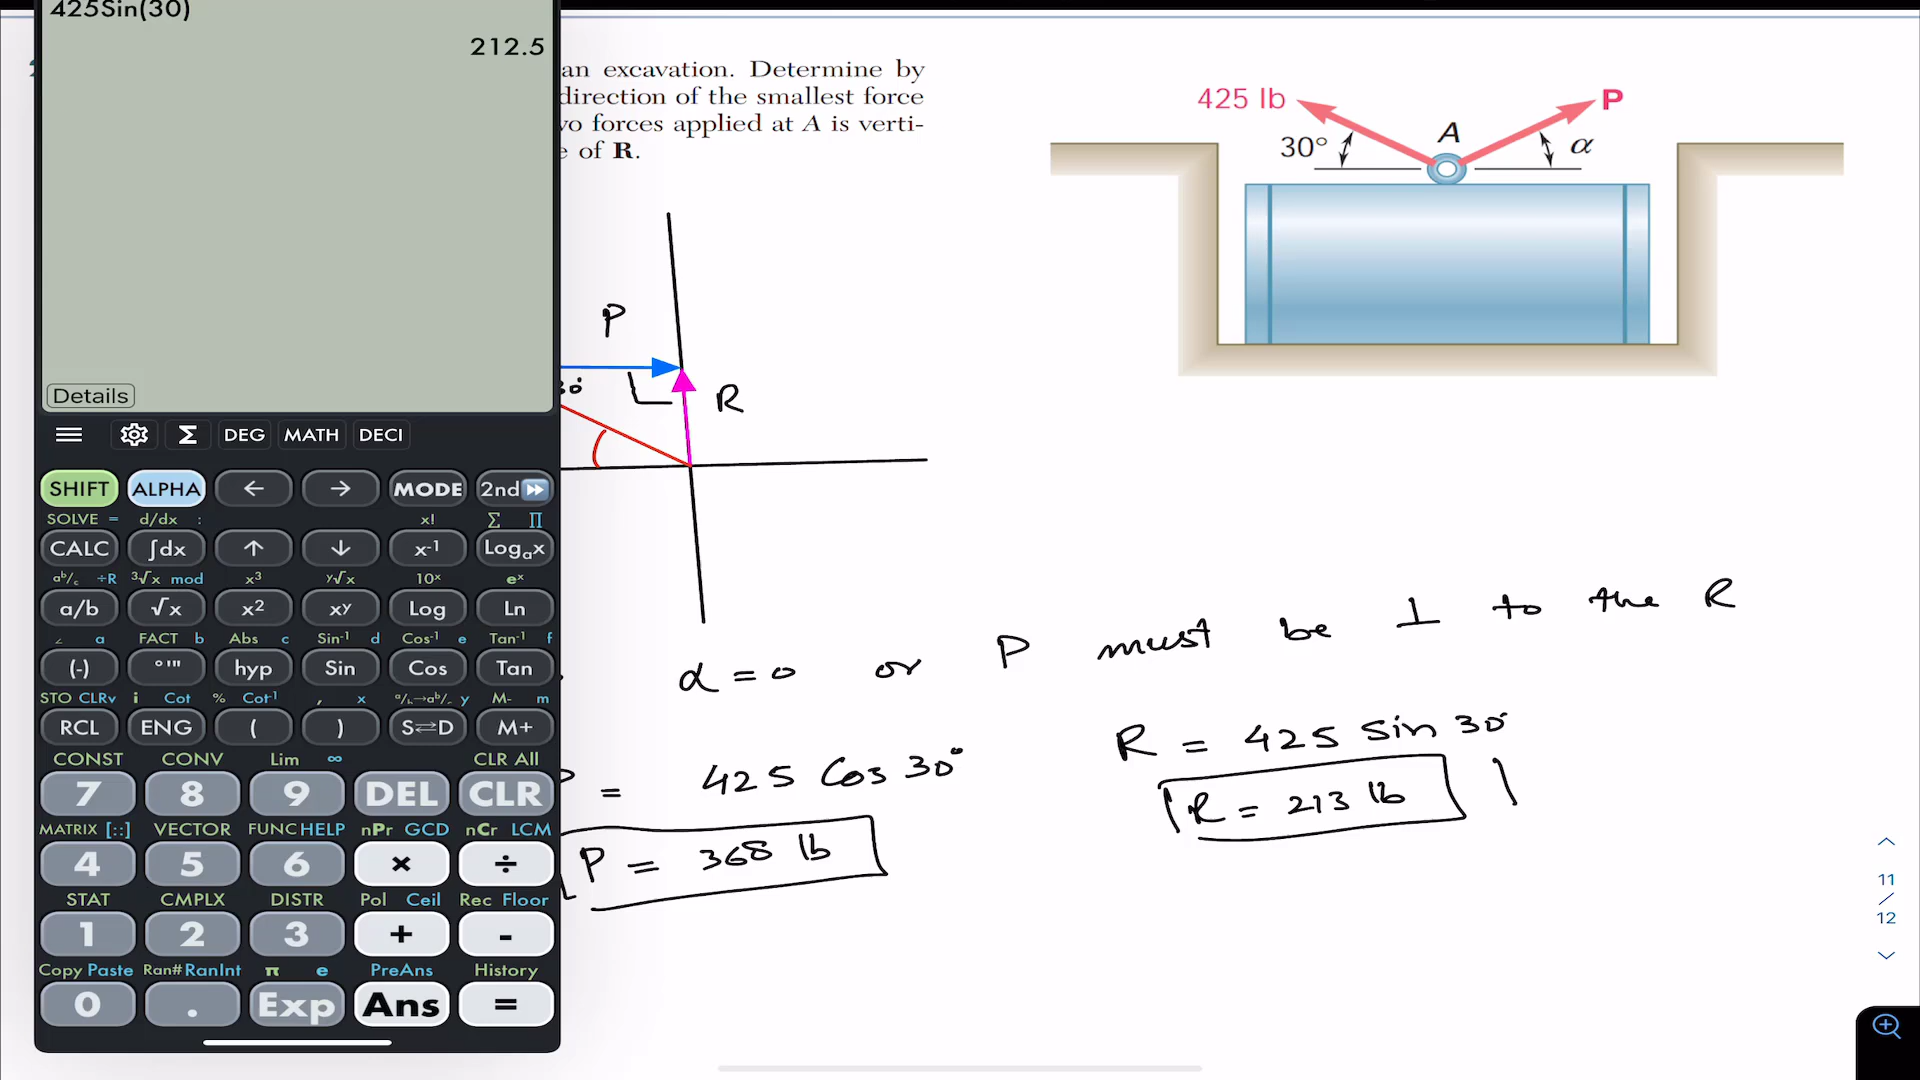 425Sin(30)
212.5
Details
DEG MATH DECI
SHIFT ALPHA ← → MODE 2nd
SOLVE = d/dx : x! Σ ∏
CALC ∫dx ↑ ↓ x-1 Logax
ab/c ÷R 3√x mod x3 y√x 10x ex
a/b √x x2 xy Log Ln
∠ a FACT b Abs c Sin-1 d Cos-1 e Tan-1 f
(-) °'" hyp Sin Cos Tan
STO CLRv i Cot % Cot-1 , x a/b→ab/c y M- m
RCL ENG ( ) S⇄D M+
CONST CONV Lim ∞ CLR All
7 8 9 DEL CLR
MATRIX [::] VECTOR FUNC HELP nPr GCD nCr LCM
4 5 6 × ÷
STAT CMPLX DISTR Pol Ceil Rec Floor
1 2 3 + -
Copy Paste Ran# RanInt π e PreAns History
0 . Exp Ans =
an excavation. Determine by
direction of the smallest force
wo forces applied at A is verti-
e of R.
425 lb
P
30°
A
α
P
30°
R
α = 0 or P must be ⊥ to the R
P = 425 Cos 30°
P = 368 lb
R = 425 Sin 30°
R = 213 lb
11
/
12